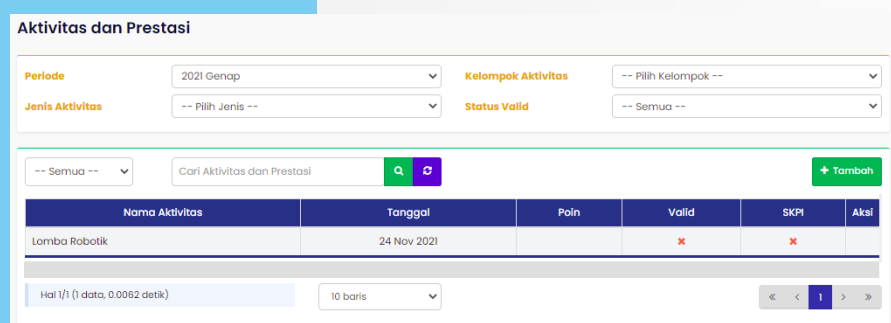 Aktivitas dan Prestasi
Periode 2021 Genap Kelompok Aktivitas -- Pilih Kelompok --
Jenis Aktivitas -- Pilih Jenis -- Status Valid -- Semua --
-- Semua -- Cari Aktivitas dan Prestasi + Tambah
Nama Aktivitas Tanggal Poin Valid SKPI Aksi
Lomba Robotik 24 Nov 2021
Hal 1/1 (1 data, 0.0062 detik) 10 baris « < 1 > »